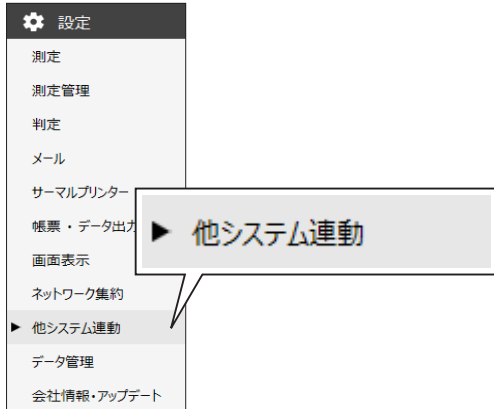 設定
測定
測定管理
判定
メール
サーマルプリンター
帳票・データ出力
画面表示
ネットワーク集約
▶ 他システム連動
データ管理
会社情報・アップデート
▶ 他システム連動